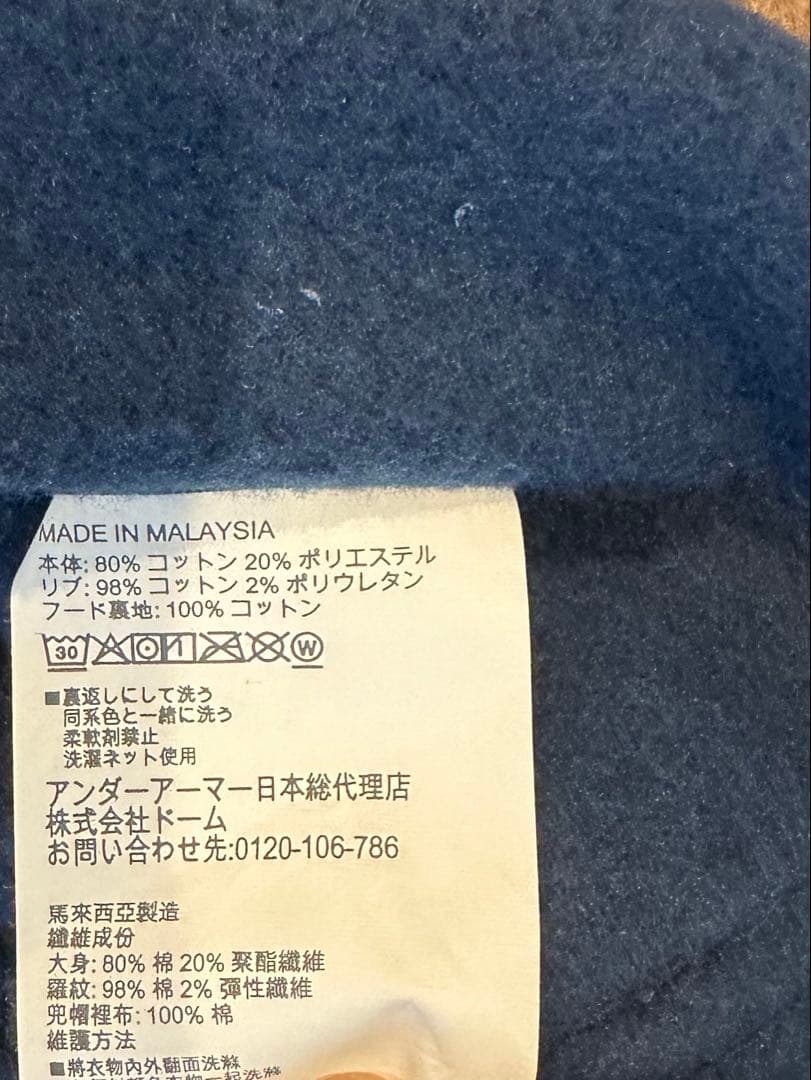 MADE IN MALAYSIA
本体: 80% コットン 20% ポリエステル
リブ: 98% コットン 2% ポリウレタン
フード裏地: 100% コットン
30 W
■裏返しにして洗う
同系色と一緒に洗う
柔軟剤禁止
洗濯ネット使用
アンダーアーマー日本総代理店
株式会社ドーム
お問い合わせ先:0120-106-786
馬來西亞製造
纖維成份
大身: 80% 棉 20% 聚酯纖維
羅紋: 98% 棉 2% 彈性纖維
兜帽裡布: 100% 棉
維護方法
■將衣物內外翻面洗滌
一起洗滌